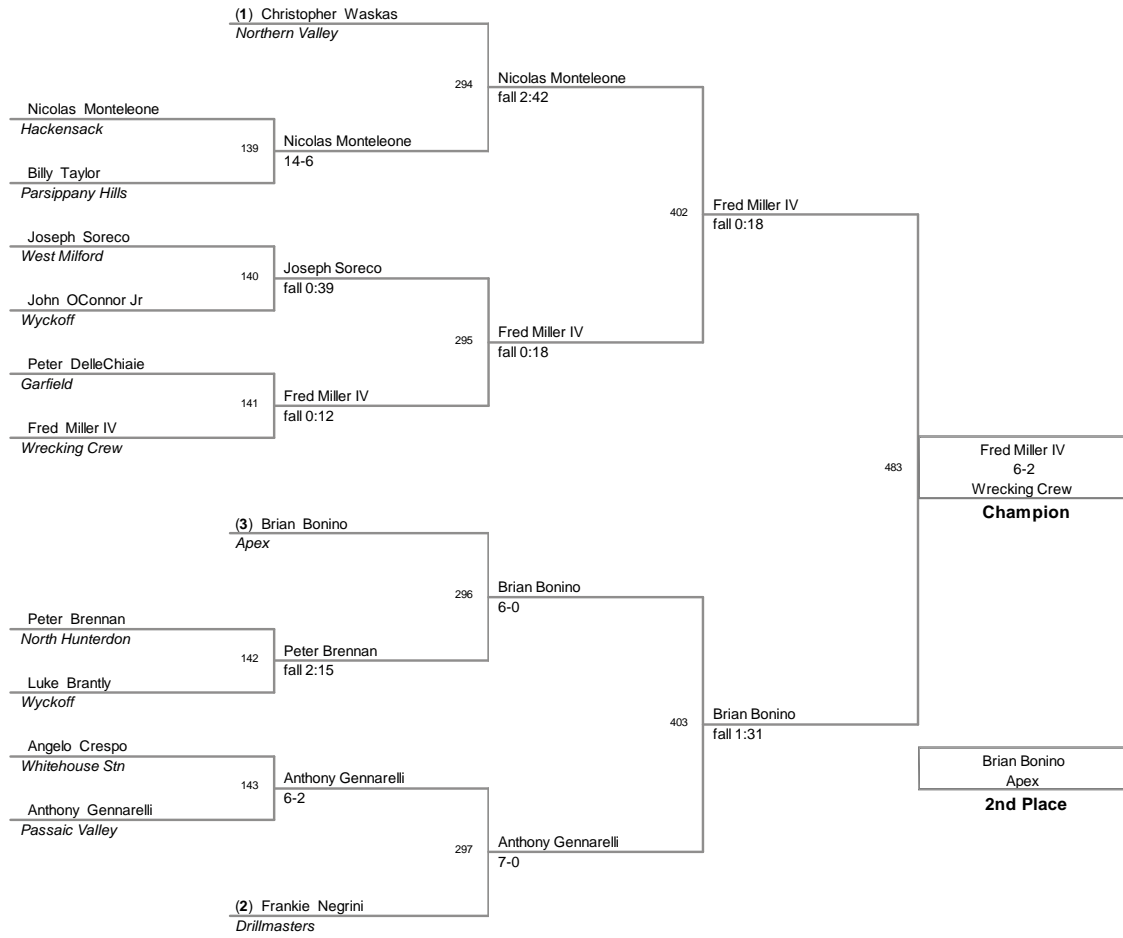 (1) Christopher Waskas
Northern Valley
294
Nicolas Monteleone
fall 2:42
Nicolas Monteleone
Hackensack
139
Nicolas Monteleone
14-6
Billy Taylor
Parsippany Hills
402
Fred Miller IV
fall 0:18
Joseph Soreco
West Milford
140
Joseph Soreco
fall 0:39
John OConnor Jr
Wyckoff
295
Fred Miller IV
fall 0:18
Peter DelleChiaie
Garfield
141
Fred Miller IV
fall 0:12
Fred Miller IV
Wrecking Crew
483
Fred Miller IV
6-2
Wrecking Crew
Champion
(3) Brian Bonino
Apex
296
Brian Bonino
6-0
Peter Brennan
North Hunterdon
142
Peter Brennan
fall 2:15
Luke Brantly
Wyckoff
403
Brian Bonino
fall 1:31
Angelo Crespo
Whitehouse Stn
143
Anthony Gennarelli
6-2
Anthony Gennarelli
Passaic Valley
297
Anthony Gennarelli
7-0
(2) Frankie Negrini
Drillmasters
Brian Bonino
Apex
2nd Place